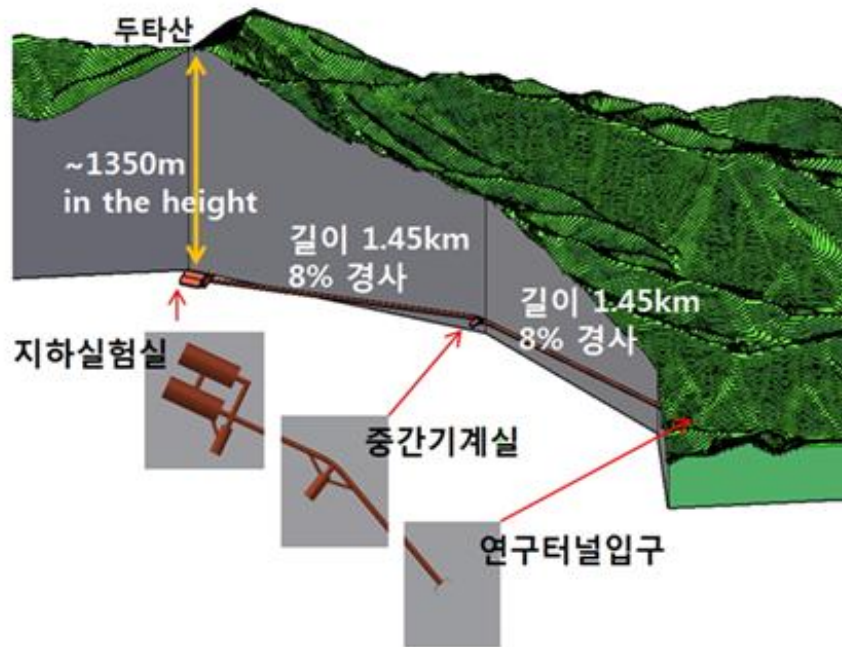 두타산
~1350m
in the height
길이 1.45km
8% 경사
길이 1.45km
8% 경사
지하실험실
중간기계실
연구터널입구